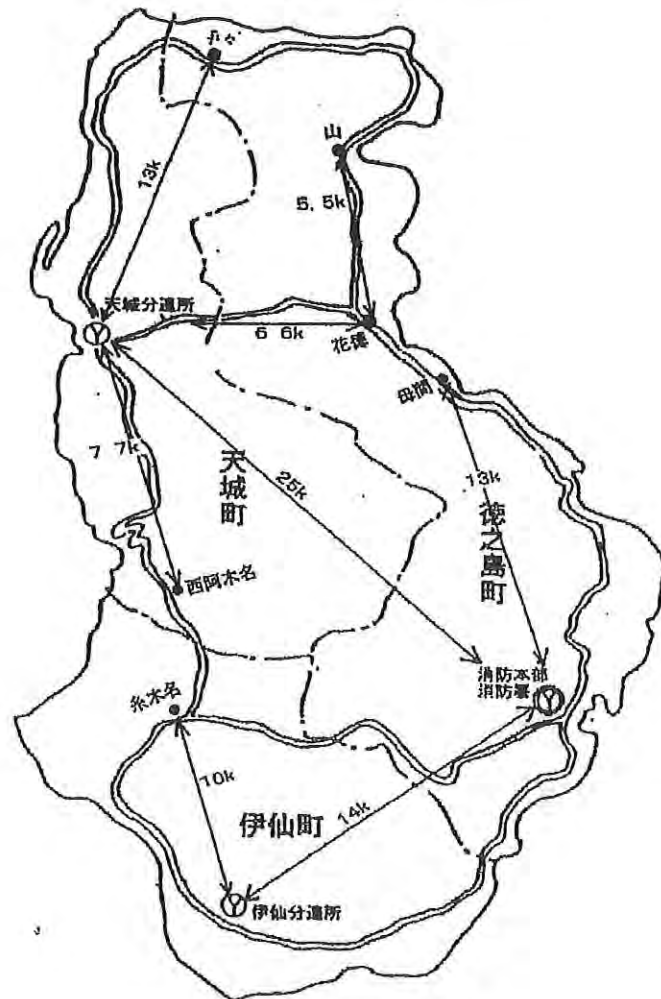 13k
山
5，5k
天城分遣所
6 6k
花徳
母間
7 7k
天城町
25k
13k
徳之島町
西阿木名
消防本部
消防署
糸木名
10k
14k
伊仙町
伊仙分遣所